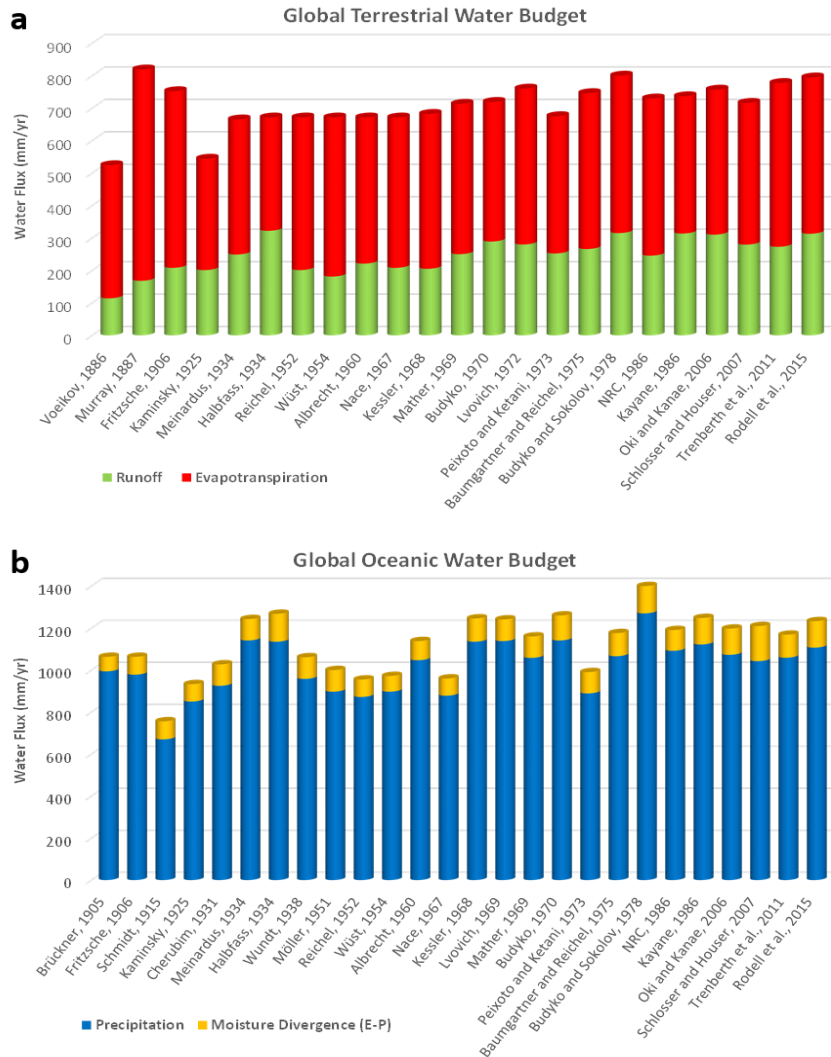 a
Global Terrestrial Water Budget
Water Flux (mm/yr)
900
800
700
600
500
400
300
200
100
0
Voeikov, 1886
Murray, 1887
Fritzsche, 1906
Kaminsky, 1925
Meinardus, 1934
Halbfass, 1934
Reichel, 1952
Wüst, 1954
Albrecht, 1960
Nace, 1967
Kessler, 1968
Mather, 1969
Budyko, 1970
Lvovich, 1972
Peixoto and Ketani, 1973
Baumgartner and Reichel, 1975
Budyko and Sokolov, 1978
NRC, 1986
Kayane, 1986
Oki and Kanae, 2006
Schlosser and Houser, 2007
Trenberth et al., 2011
Rodell et al., 2015
Runoff Evapotranspiration
b
Global Oceanic Water Budget
Water Flux (mm/yr)
1400
1200
1000
800
600
400
200
0
Brückner, 1905
Fritzsche, 1906
Schmidt, 1915
Kaminsky, 1925
Cherubim, 1931
Meinardus, 1934
Halbfass, 1934
Wundt, 1938
Möller, 1951
Reichel, 1952
Wüst, 1954
Albrecht, 1960
Nace, 1967
Kessler, 1968
Lvovich, 1969
Mather, 1969
Budyko, 1970
Peixoto and Ketani, 1973
Baumgartner and Reichel, 1975
Budyko and Sokolov, 1978
NRC, 1986
Kayane, 1986
Oki and Kanae, 2006
Schlosser and Houser, 2007
Trenberth et al., 2011
Rodell et al., 2015
Precipitation Moisture Divergence (E-P)